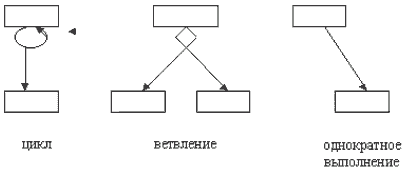 цикл
ветвление
однократное
выполнение